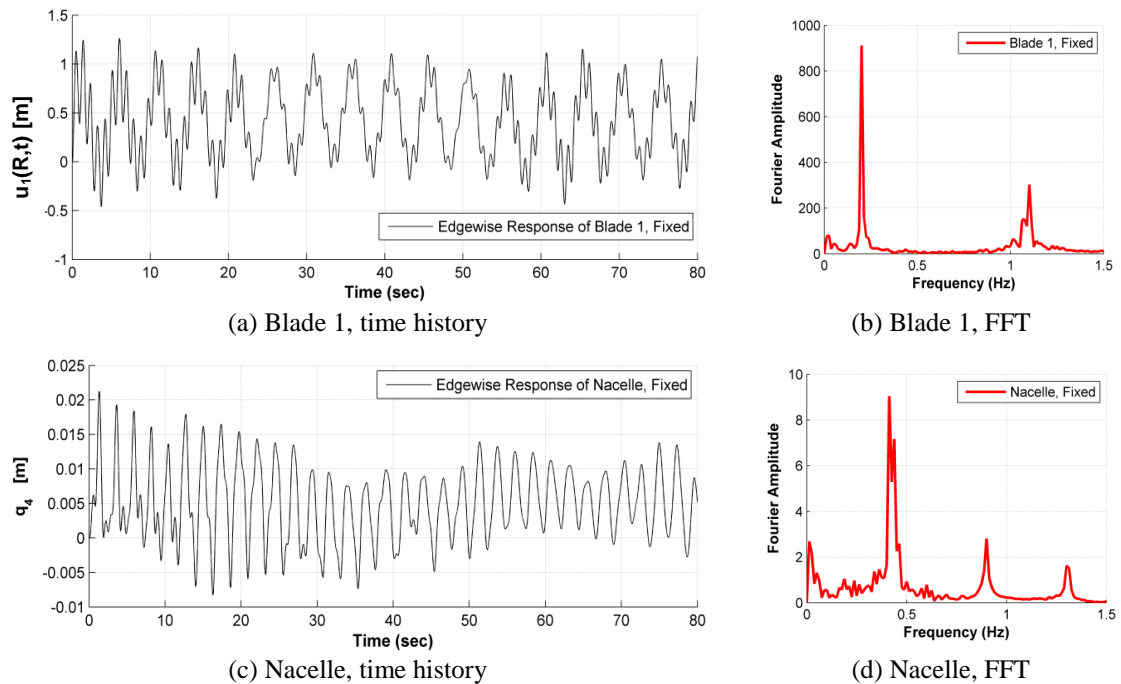 1.5
1
0.5
0
-0.5
-1
u1(R,t) [m]
0 10 20 30 40 50 60 70 80
Time (sec)
Edgewise Response of Blade 1, Fixed
(a) Blade 1, time history
1000
800
600
400
200
0
Fourier Amplitude
0 0.5 1 1.5
Frequency (Hz)
Blade 1, Fixed
(b) Blade 1, FFT
0.025
0.02
0.015
0.01
0.005
0
-0.005
-0.01
q4 [m]
0 10 20 30 40 50 60 70 80
Time (sec)
Edgewise Response of Nacelle, Fixed
(c) Nacelle, time history
10
8
6
4
2
0
Fourier Amplitude
0 0.5 1 1.5
Frequency (Hz)
Nacelle, Fixed
(d) Nacelle, FFT